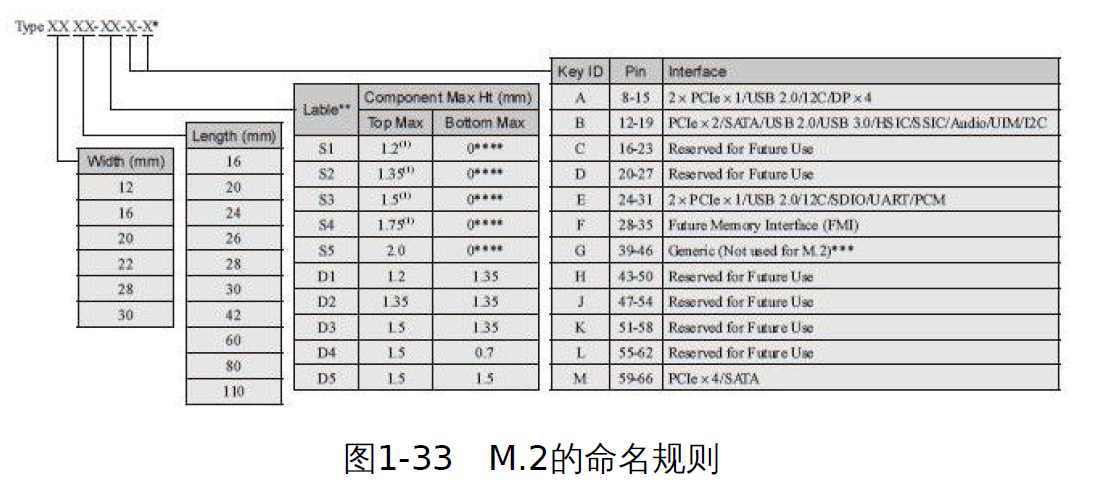 Type XX XX-XX-X-X*
Width (mm)
12
16
20
22
28
30
Length (mm)
16
20
24
26
28
30
42
60
80
110
Lable** Component Max Ht (mm)
Top Max Bottom Max
S1 1.2⁽¹⁾ 0****
S2 1.35⁽¹⁾ 0****
S3 1.5⁽¹⁾ 0****
S4 1.75⁽¹⁾ 0****
S5 2.0 0****
D1 1.2 1.35
D2 1.35 1.35
D3 1.5 1.35
D4 1.5 0.7
D5 1.5 1.5
Key ID Pin Interface
A 8-15 2×PCIe×1/USB 2.0/I2C/DP×4
B 12-19 PCIe×2/SATA/USB 2.0/USB 3.0/HSIC/SSIC/Audio/UIM/I2C
C 16-23 Reserved for Future Use
D 20-27 Reserved for Future Use
E 24-31 2×PCIe×1/USB 2.0/I2C/SDIO/UART/PCM
F 28-35 Future Memory Interface (FMI)
G 39-46 Generic (Not used for M.2)***
H 43-50 Reserved for Future Use
J 47-54 Reserved for Future Use
K 51-58 Reserved for Future Use
L 55-62 Reserved for Future Use
M 59-66 PCIe×4/SATA
图1-33 M.2的命名规则